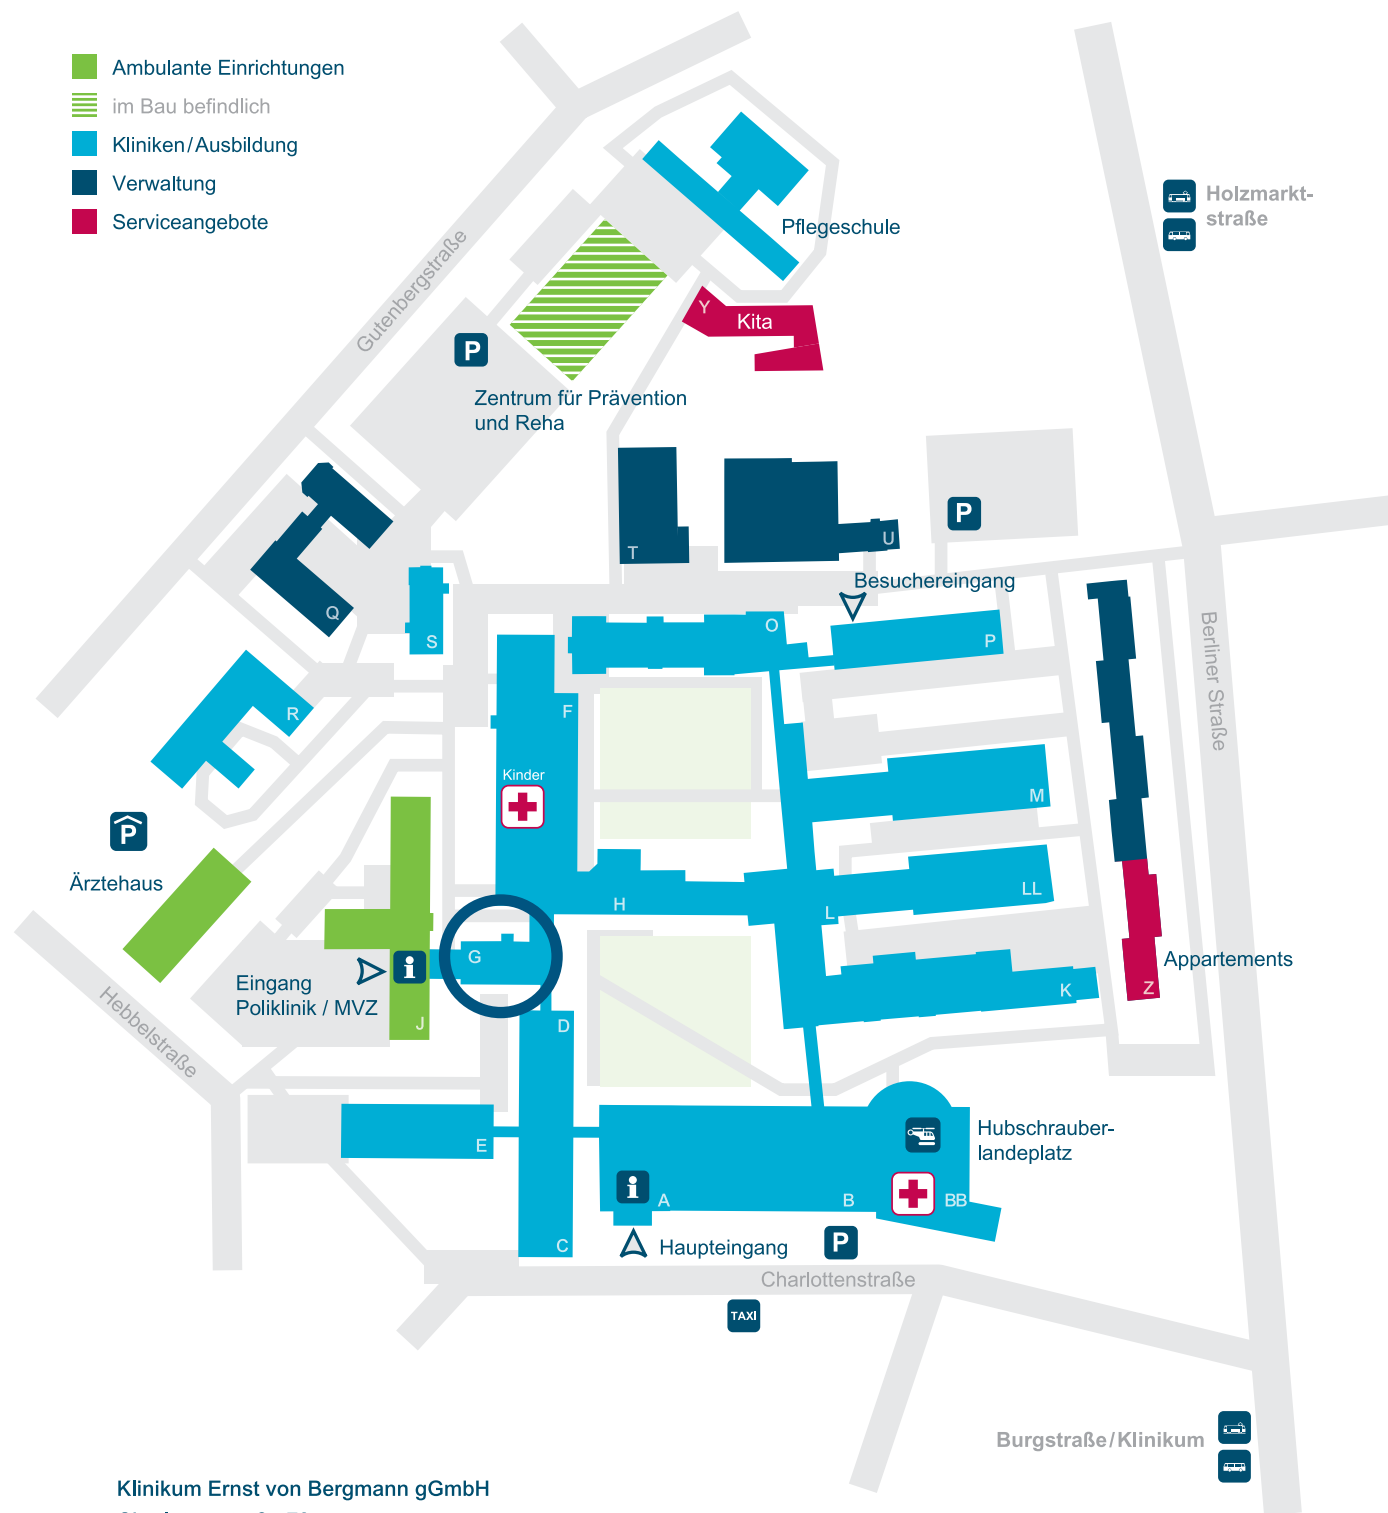 Ambulante Einrichtungen
im Bau befindlich
Kliniken/Ausbildung
Verwaltung
Serviceangebote
Holzmarkt-
straße
Pflegeschule
Gutenbergstraße
Y
Kita
P
Zentrum für Prävention
und Reha
P
T
U
Besuchereingang
Q
S
O
P
Berliner Straße
R
F
Kinder
M
P
Ärztehaus
LL
H
L
G
Appartements
Eingang
Poliklinik / MVZ
i
K
Z
Hebbelstraße
J
D
Hubschrauber-
landeplatz
E
i
A
B
BB
C
Haupteingang
P
Charlottenstraße
TAXI
Burgstraße/Klinikum
Klinikum Ernst von Bergmann gGmbH